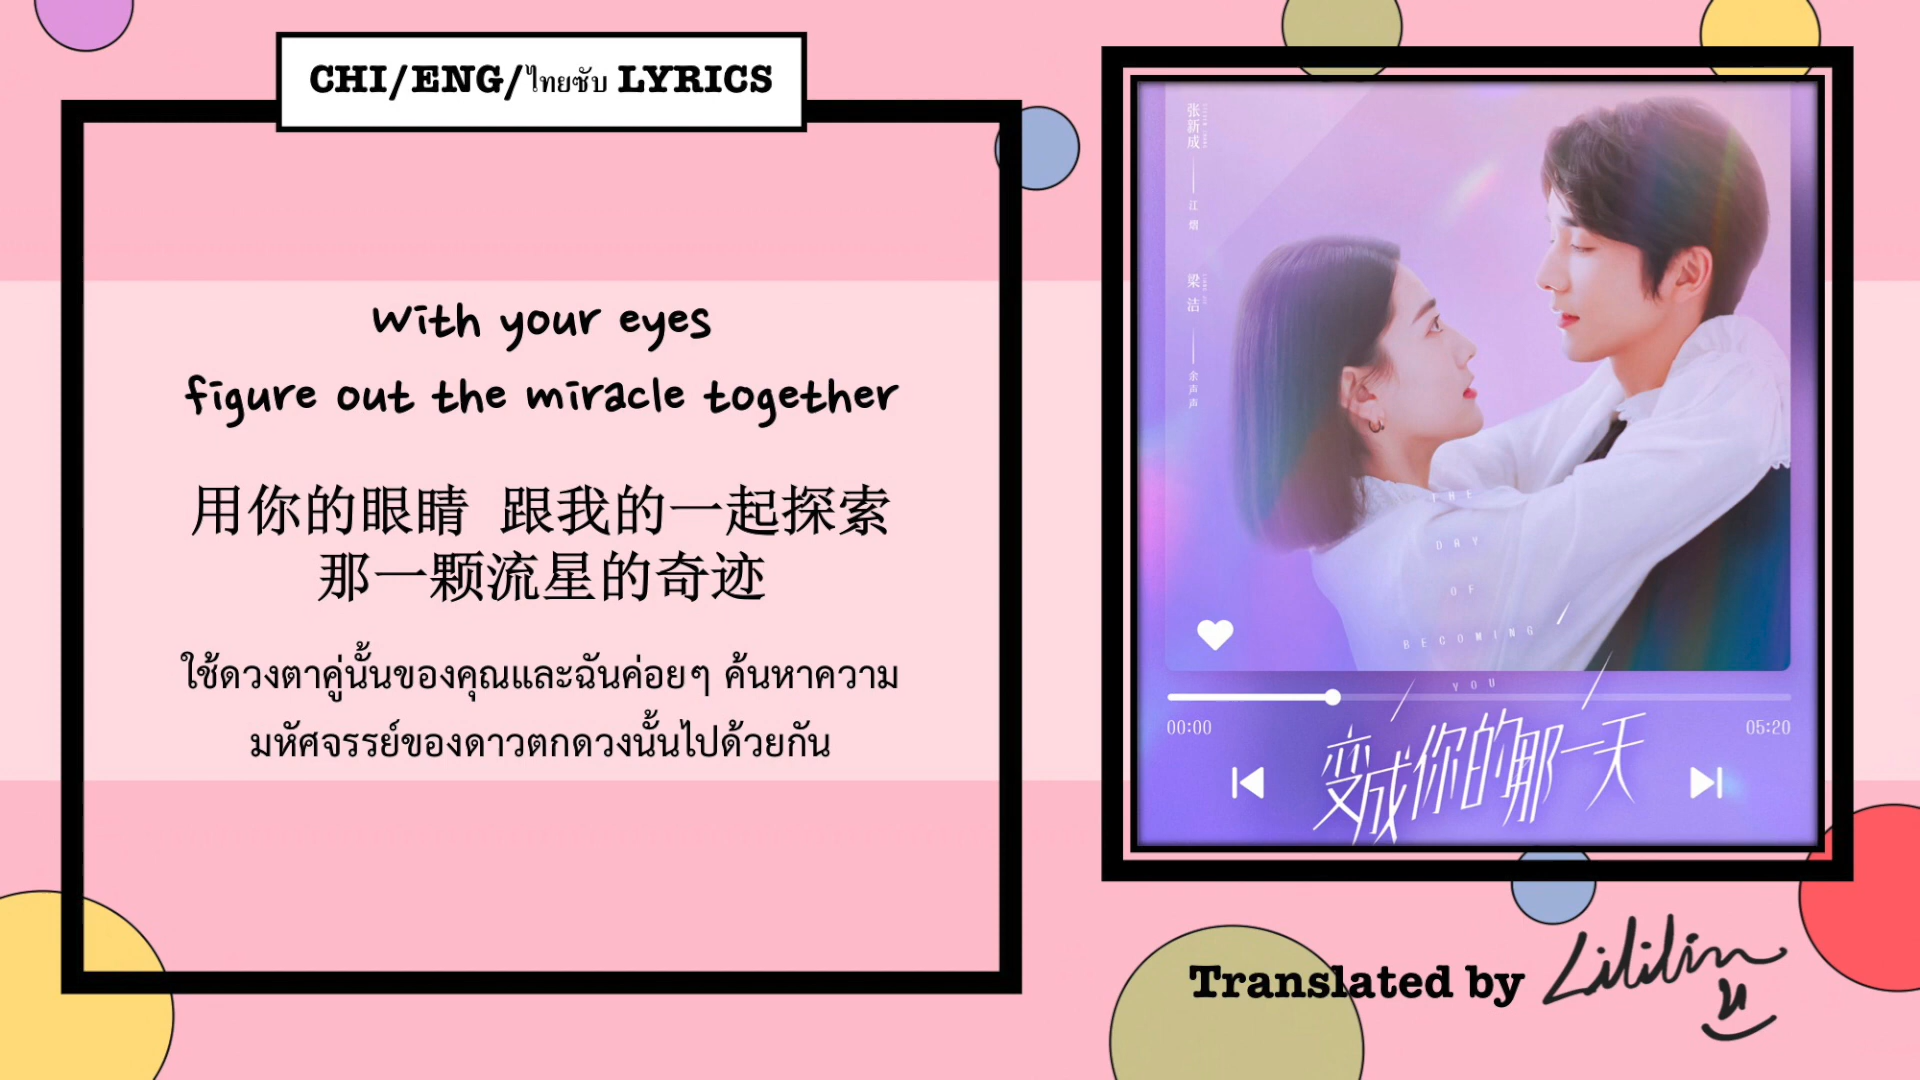 CHI/ENG/ไทยซับ LYRICS
With your eyes
figure out the miracle together
用你的眼睛 跟我的一起探索
那一颗流星的奇迹
ใช้ดวงตาคู่นั้นของคุณและฉันค่อยๆ ค้นหาความ
มหัศจรรย์ของดาวตกดวงนั้นไปด้วยกัน
张新成
江熠
梁洁
余声声
THE
DAY
OF
BECOMING
YOU
00:00
05:20
变成你的那一天
Translated by Lililin